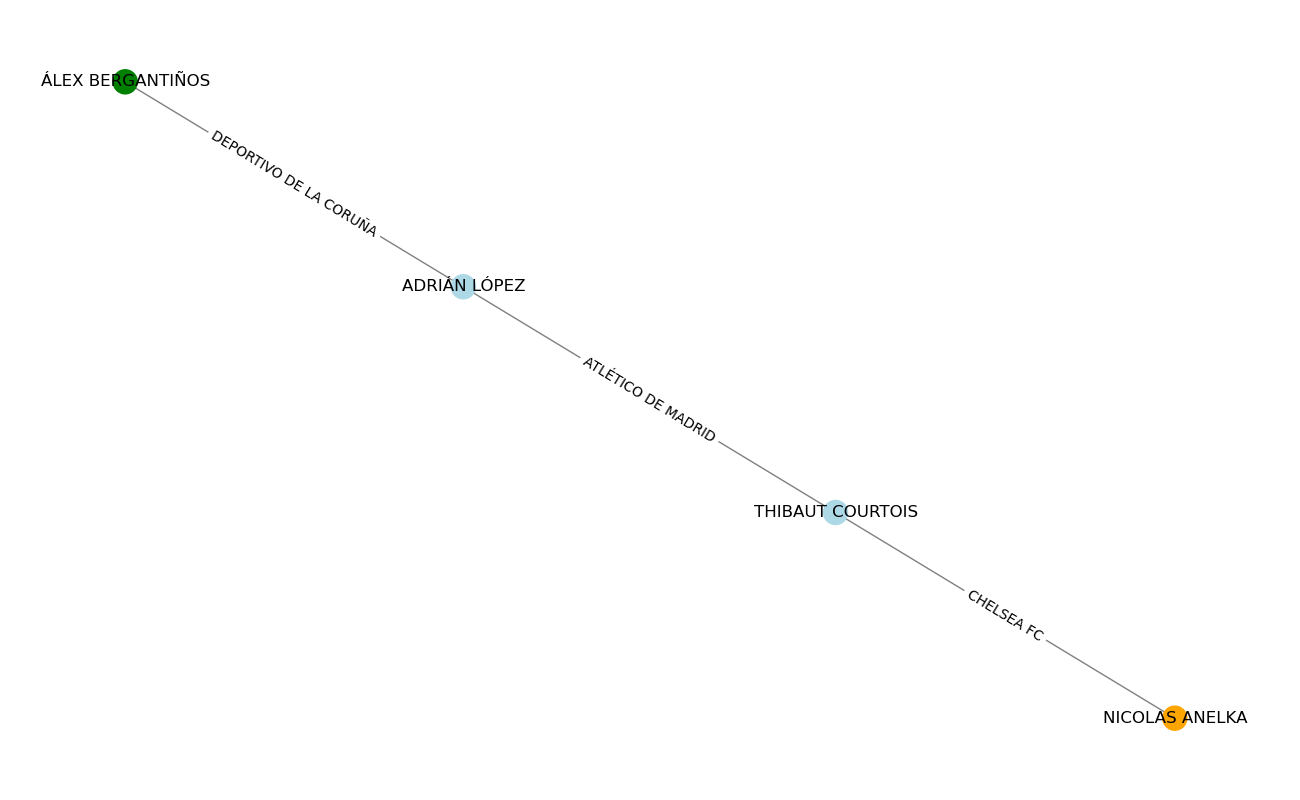 ÁLEX BERGANTIÑOS
DEPORTIVO DE LA CORUÑA
ADRIÁN LÓPEZ
ATLÉTICO DE MADRID
THIBAUT COURTOIS
CHELSEA FC
NICOLAS ANELKA